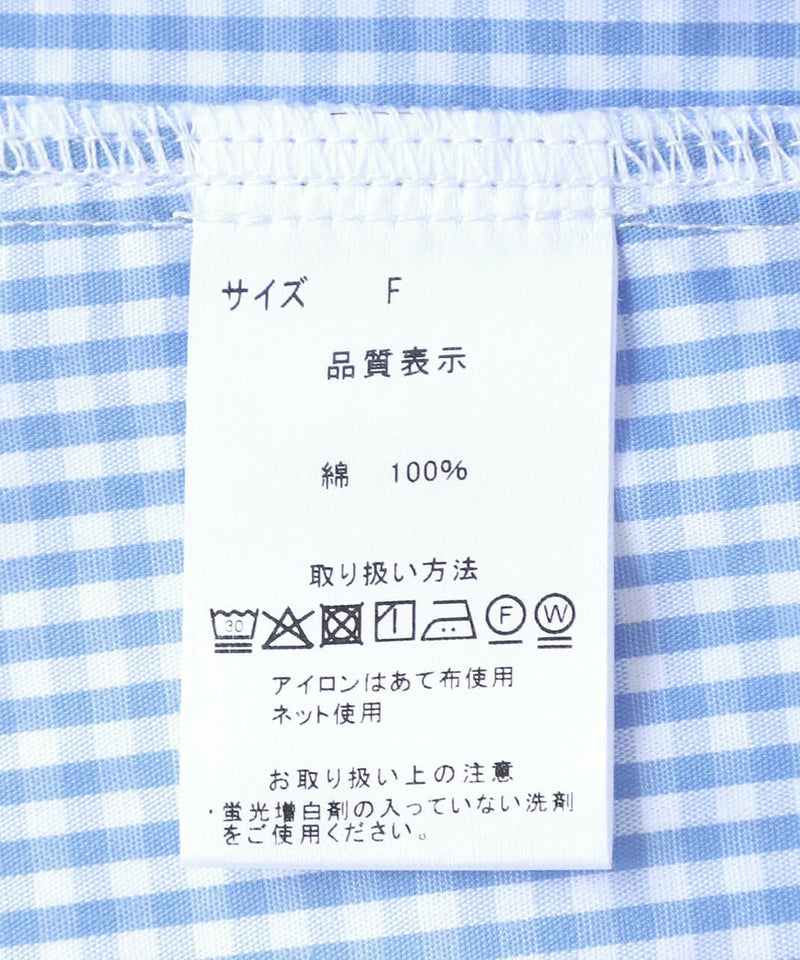 サイズ F
品質表示
綿 100%
取り扱い方法
30 F W
アイロンはあて布使用
ネット使用
お取り扱い上の注意
・蛍光増白剤の入っていない洗剤
をご使用ください。